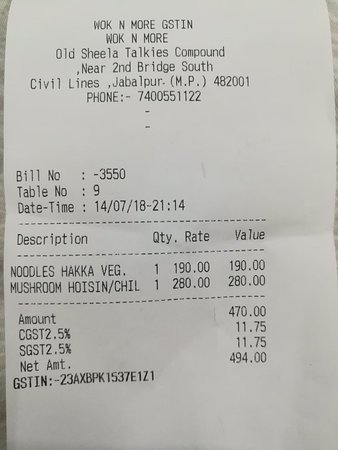 WOK N MORE GSTIN
WOK N MORE
Old Sheela Talkies Compound
,Near 2nd Bridge South
Civil Lines ,Jabalpur (M.P.) 482001
PHONE:- 7400551122
-
-
Bill No : -3550
Table No : 9
Date-Time : 14/07/18-21:14
Description Qty. Rate Value
NOODLES HAKKA VEG. 1 190.00 190.00
MUSHROOM HOISIN/CHIL 1 280.00 280.00
Amount 470.00
CGST2.5% 11.75
SGST2.5% 11.75
Net Amt. 494.00
GSTIN:-23AXBPK1537E1Z1